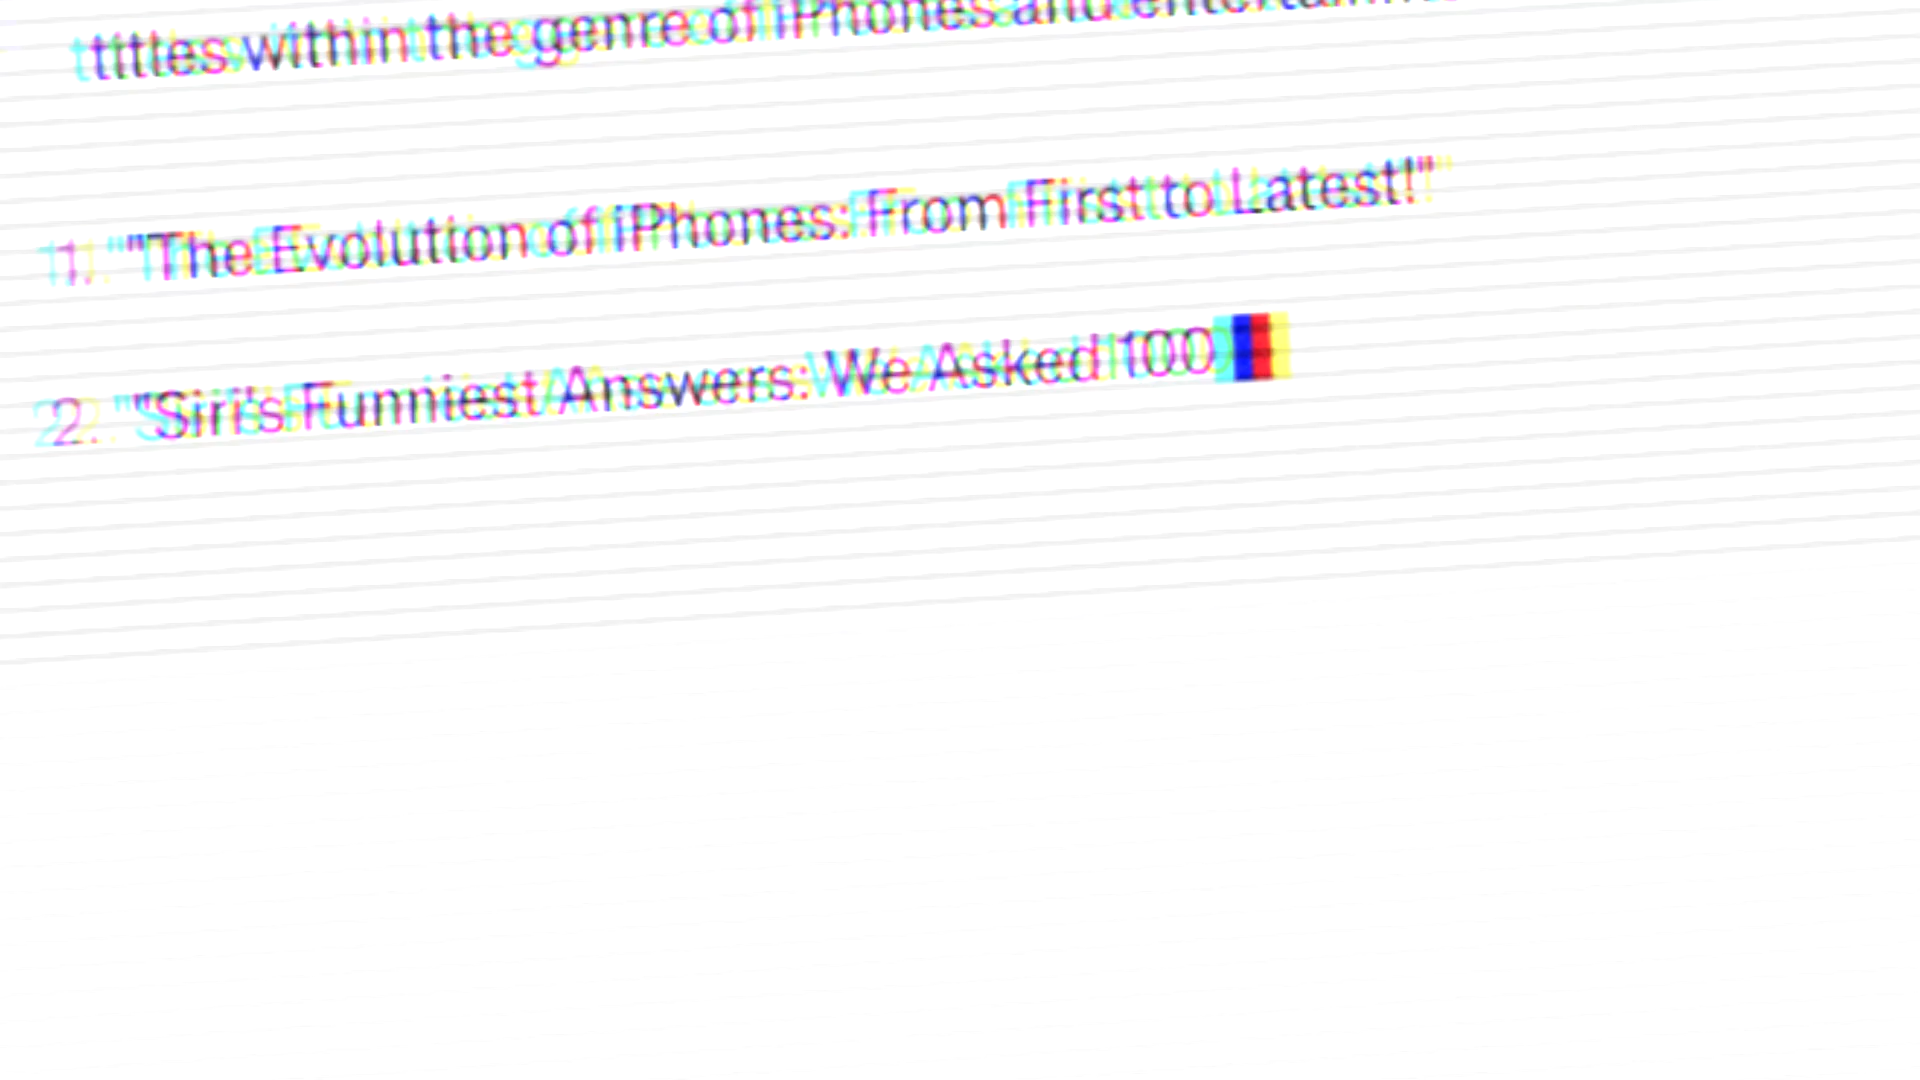 titles within the genre of iPhones and
1. "The Evolution of iPhones: From First to Latest!"
2. "Siri's Funniest Answers: We Asked 100